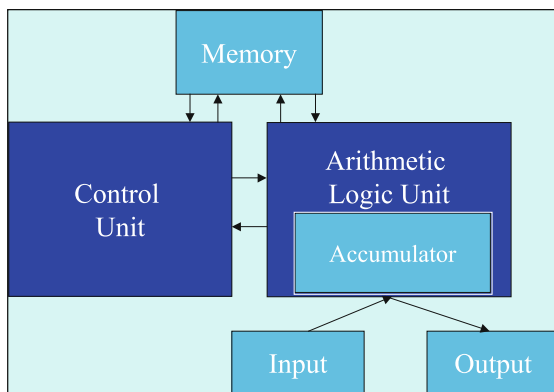 Memory
Control
Unit
Arithmetic
Logic Unit
Accumulator
Input
Output